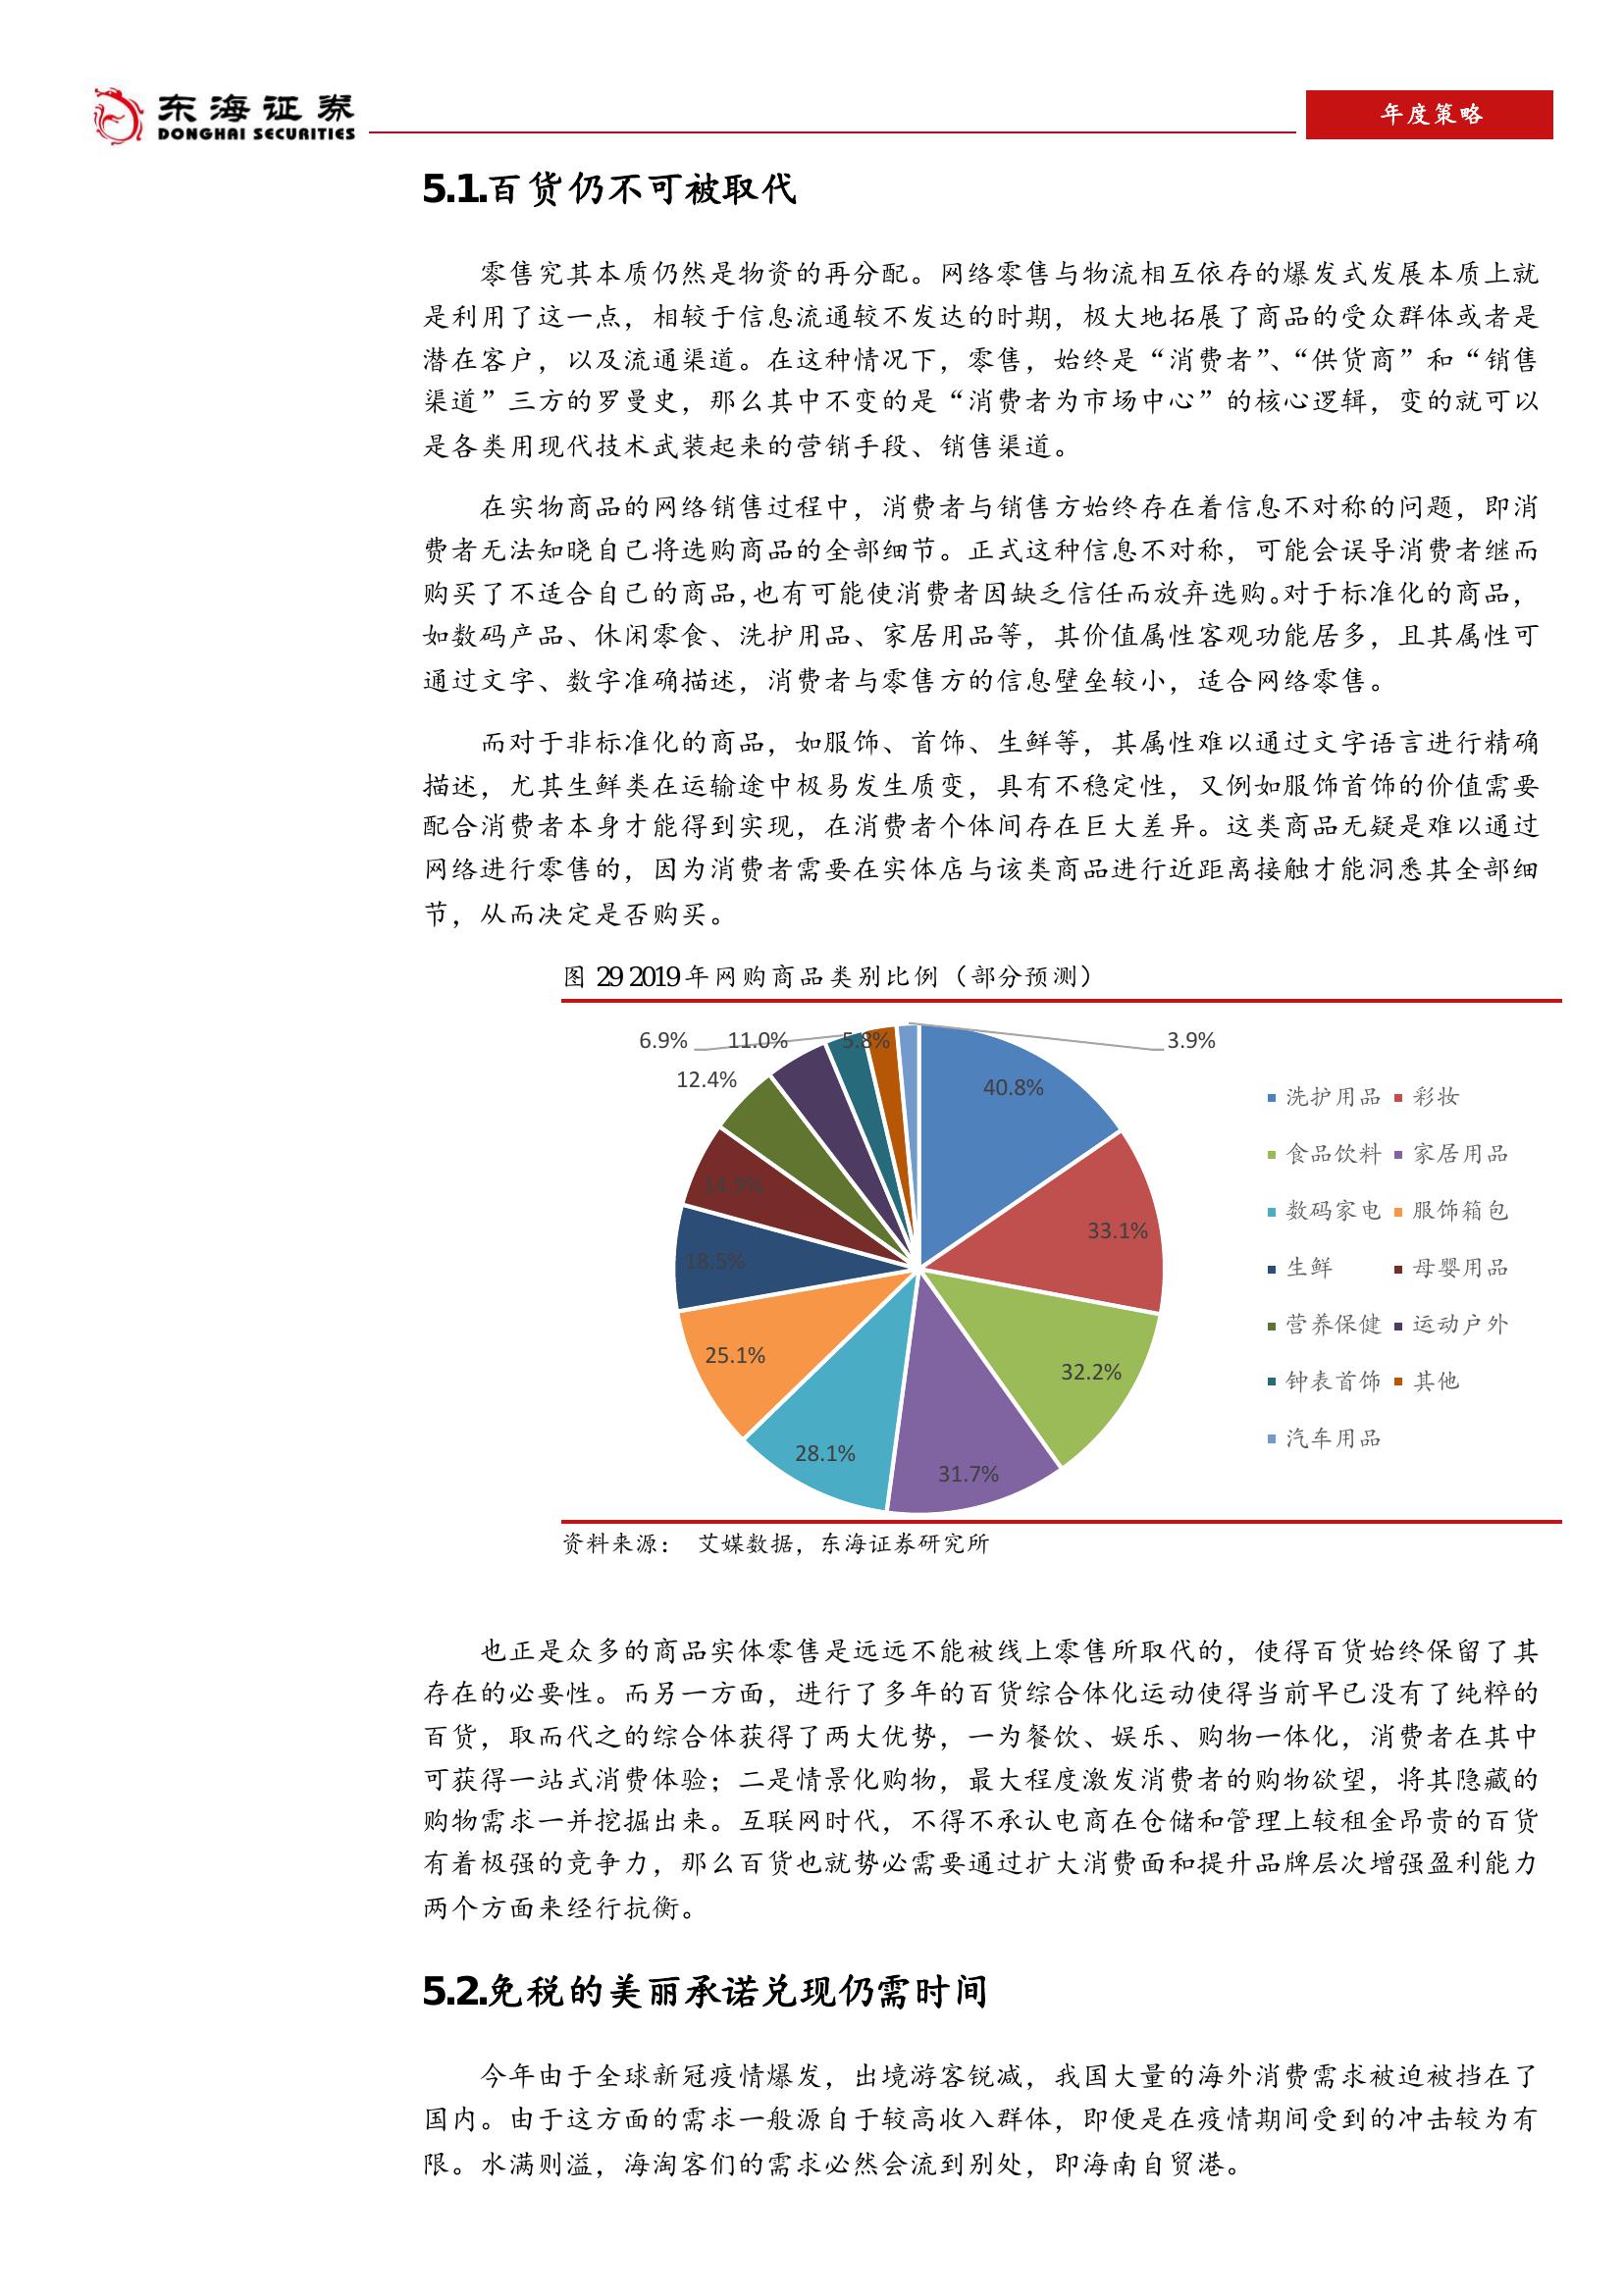 东海证券
DONGHAI SECURITIES
年度策略
5.1.百货仍不可被取代
零售究其本质仍然是物资的再分配。网络零售与物流相互依存的爆发式发展本质上就
是利用了这一点，相较于信息流通较不发达的时期，极大地拓展了商品的受众群体或者是
潜在客户，以及流通渠道。在这种情况下，零售，始终是“消费者”、“供货商”和“销售
渠道”三方的罗曼史，那么其中不变的是“消费者为市场中心”的核心逻辑，变的就可以
是各类用现代技术武装起来的营销手段、销售渠道。
在实物商品的网络销售过程中，消费者与销售方始终存在着信息不对称的问题，即消
费者无法知晓自己将选购商品的全部细节。正式这种信息不对称，可能会误导消费者继而
购买了不适合自己的商品，也有可能使消费者因缺乏信任而放弃选购。对于标准化的商品，
如数码产品、休闲零食、洗护用品、家居用品等，其价值属性客观功能居多，且其属性可
通过文字、数字准确描述，消费者与零售方的信息壁垒较小，适合网络零售。
而对于非标准化的商品，如服饰、首饰、生鲜等，其属性难以通过文字语言进行精确
描述，尤其生鲜类在运输途中极易发生质变，具有不稳定性，又例如服饰首饰的价值需要
配合消费者本身才能得到实现，在消费者个体间存在巨大差异。这类商品无疑是难以通过
网络进行零售的，因为消费者需要在实体店与该类商品进行近距离接触才能洞悉其全部细
节，从而决定是否购买。
图 29 2019 年网购商品类别比例（部分预测）
6.9% 11.0% 5.8% 3.9%
12.4%
40.8%
14.9%
33.1%
18.5%
25.1%
32.2%
28.1%
31.7%
洗护用品 彩妆
食品饮料 家居用品
数码家电 服饰箱包
生鲜 母婴用品
营养保健 运动户外
钟表首饰 其他
汽车用品
资料来源： 艾媒数据，东海证券研究所
也正是众多的商品实体零售是远远不能被线上零售所取代的，使得百货始终保留了其
存在的必要性。而另一方面，进行了多年的百货综合体化运动使得当前早已没有了纯粹的
百货，取而代之的综合体获得了两大优势，一为餐饮、娱乐、购物一体化，消费者在其中
可获得一站式消费体验；二是情景化购物，最大程度激发消费者的购物欲望，将其隐藏的
购物需求一并挖掘出来。互联网时代，不得不承认电商在仓储和管理上较租金昂贵的百货
有着极强的竞争力，那么百货也就势必需要通过扩大消费面和提升品牌层次增强盈利能力
两个方面来经行抗衡。
5.2.免税的美丽承诺兑现仍需时间
今年由于全球新冠疫情爆发，出境游客锐减，我国大量的海外消费需求被迫被挡在了
国内。由于这方面的需求一般源自于较高收入群体，即便是在疫情期间受到的冲击较为有
限。水满则溢，海淘客们的需求必然会流到别处，即海南自贸港。